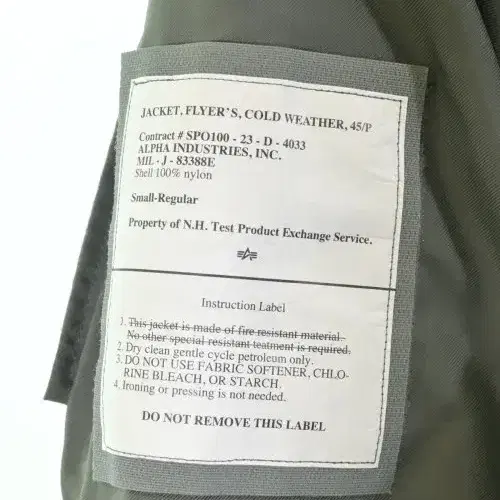 JACKET, FLYER'S, COLD WEATHER, 45/P
Contract # SPO100 - 23 - D - 4033
ALPHA INDUSTRIES, INC.
MIL - J - 83388E
Shell 100% nylon
Small-Regular
Property of N.H. Test Product Exchange Service.
Instruction Label
1. This jacket is made of fire resistant material.
No other special resistant teatment is required.
2. Dry clean gentle cycle petroleum only.
3. DO NOT USE FABRIC SOFTENER, CHLO-
RINE BLEACH, OR STARCH.
4. Ironing or pressing is not needed.
DO NOT REMOVE THIS LABEL